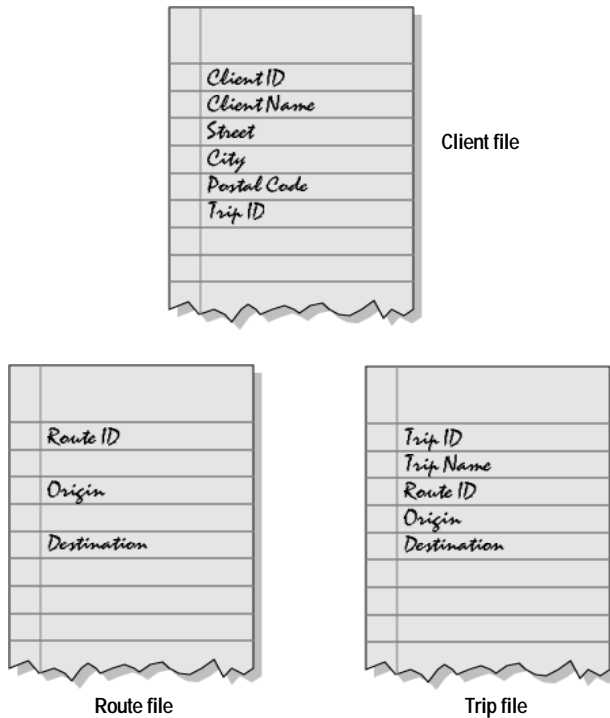 Client ID
Client Name
Street
City
Postal Code
Trip ID
Client file
Route ID
Origin
Destination
Route file
Trip ID
Trip Name
Route ID
Origin
Destination
Trip file